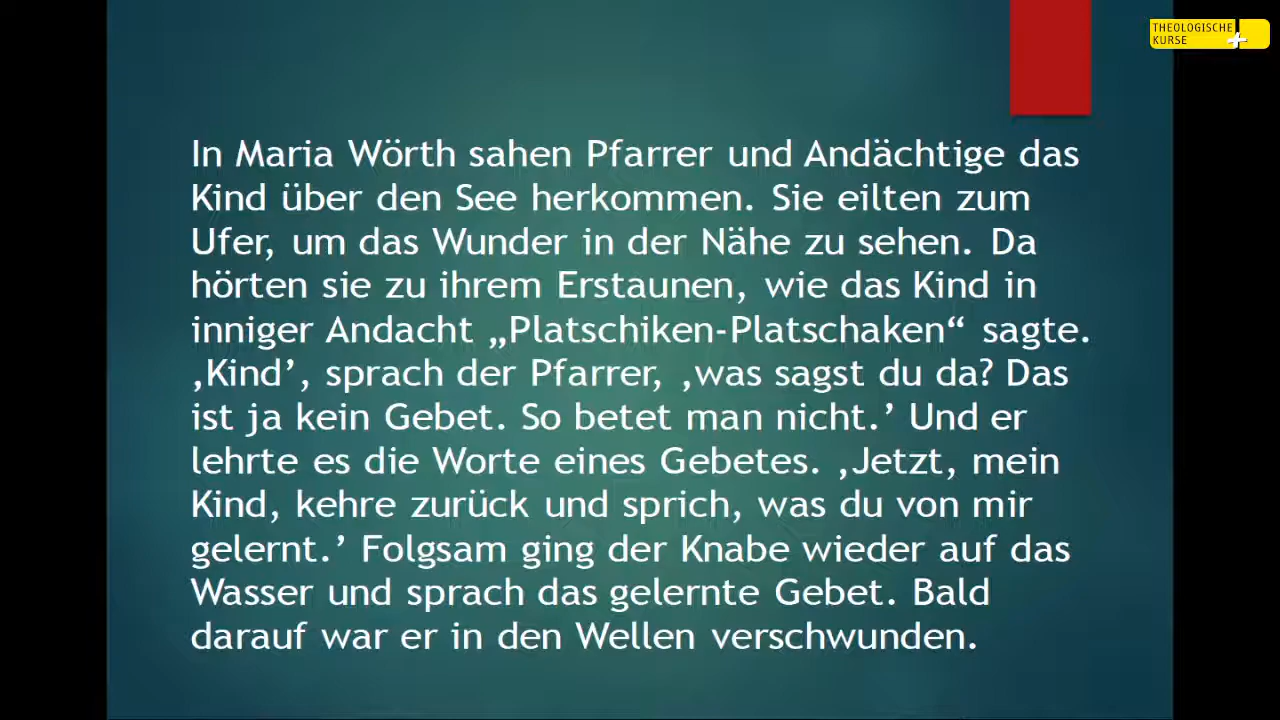 THEOLOGISCHE
KURSE
In Maria Wörth sahen Pfarrer und Andächtige das
Kind über den See herkommen. Sie eilten zum
Ufer, um das Wunder in der Nähe zu sehen. Da
hörten sie zu ihrem Erstaunen, wie das Kind in
inniger Andacht „Platschiken-Platschaken“ sagte.
‚Kind’, sprach der Pfarrer, ‚was sagst du da? Das
ist ja kein Gebet. So betet man nicht.’ Und er
lehrte es die Worte eines Gebetes. ‚Jetzt, mein
Kind, kehre zurück und sprich, was du von mir
gelernt.’ Folgsam ging der Knabe wieder auf das
Wasser und sprach das gelernte Gebet. Bald
darauf war er in den Wellen verschwunden.